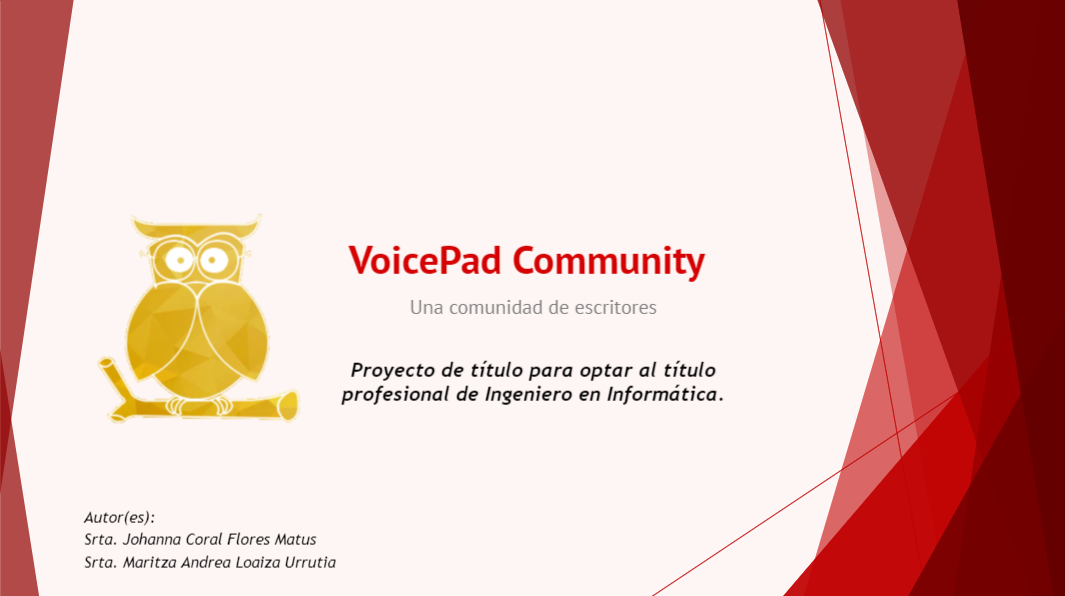 VoicePad Community
Una comunidad de escritores
Proyecto de título para optar al título
profesional de Ingeniero en Informática.
Autor(es):
Srta. Johanna Coral Flores Matus
Srta. Maritza Andrea Loaiza Urrutia